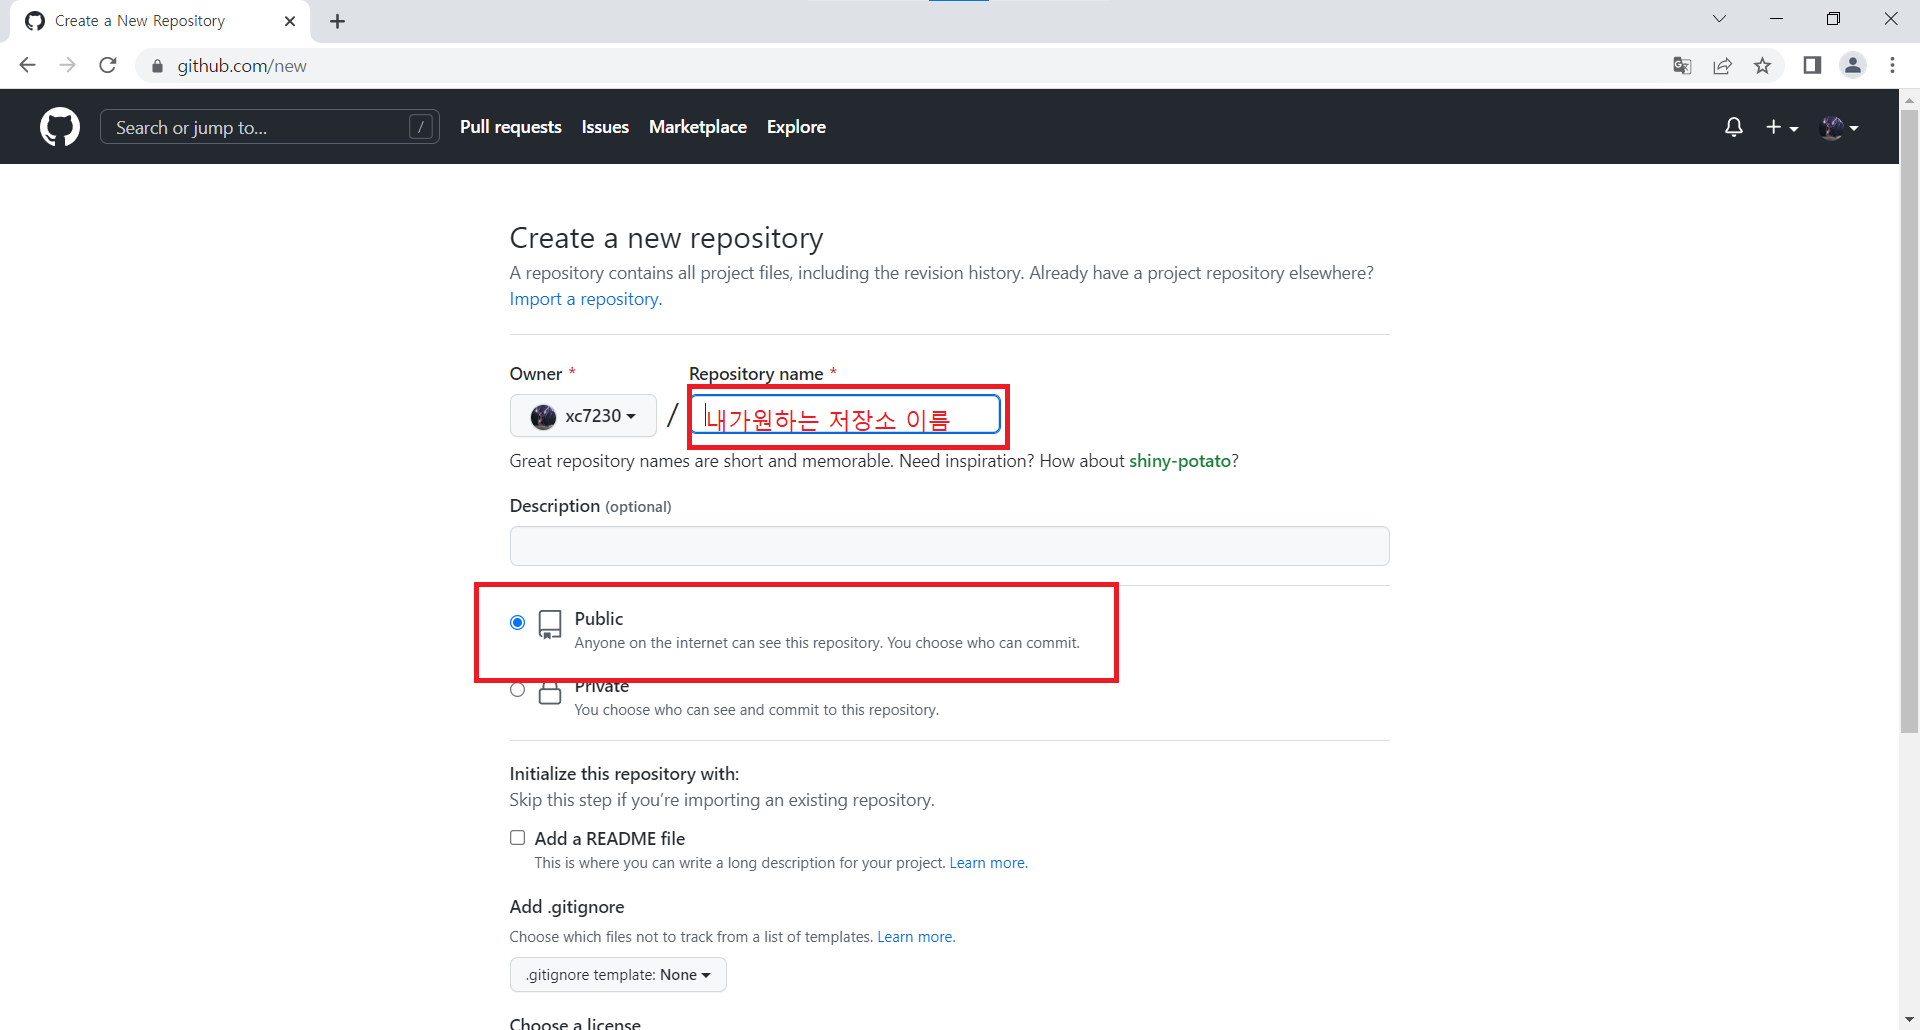 Create a New Repository
github.com/new
Search or jump to... /
Pull requests Issues Marketplace Explore
Create a new repository
A repository contains all project files, including the revision history. Already have a project repository elsewhere?
Import a repository.
Owner * Repository name *
xc7230 / 내가원하는 저장소 이름
Great repository names are short and memorable. Need inspiration? How about shiny-potato?
Description (optional)
Public
Anyone on the internet can see this repository. You choose who can commit.
Private
You choose who can see and commit to this repository.
Initialize this repository with:
Skip this step if you’re importing an existing repository.
Add a README file
This is where you can write a long description for your project. Learn more.
Add .gitignore
Choose which files not to track from a list of templates. Learn more.
.gitignore template: None
Choose a license